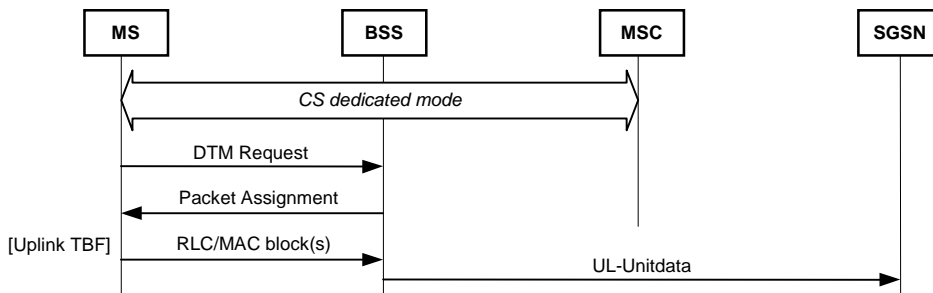 MS
BSS
MSC
SGSN
CS dedicated mode
DTM Request
Packet Assignment
[Uplink TBF]
RLC/MAC block(s)
UL-Unitdata